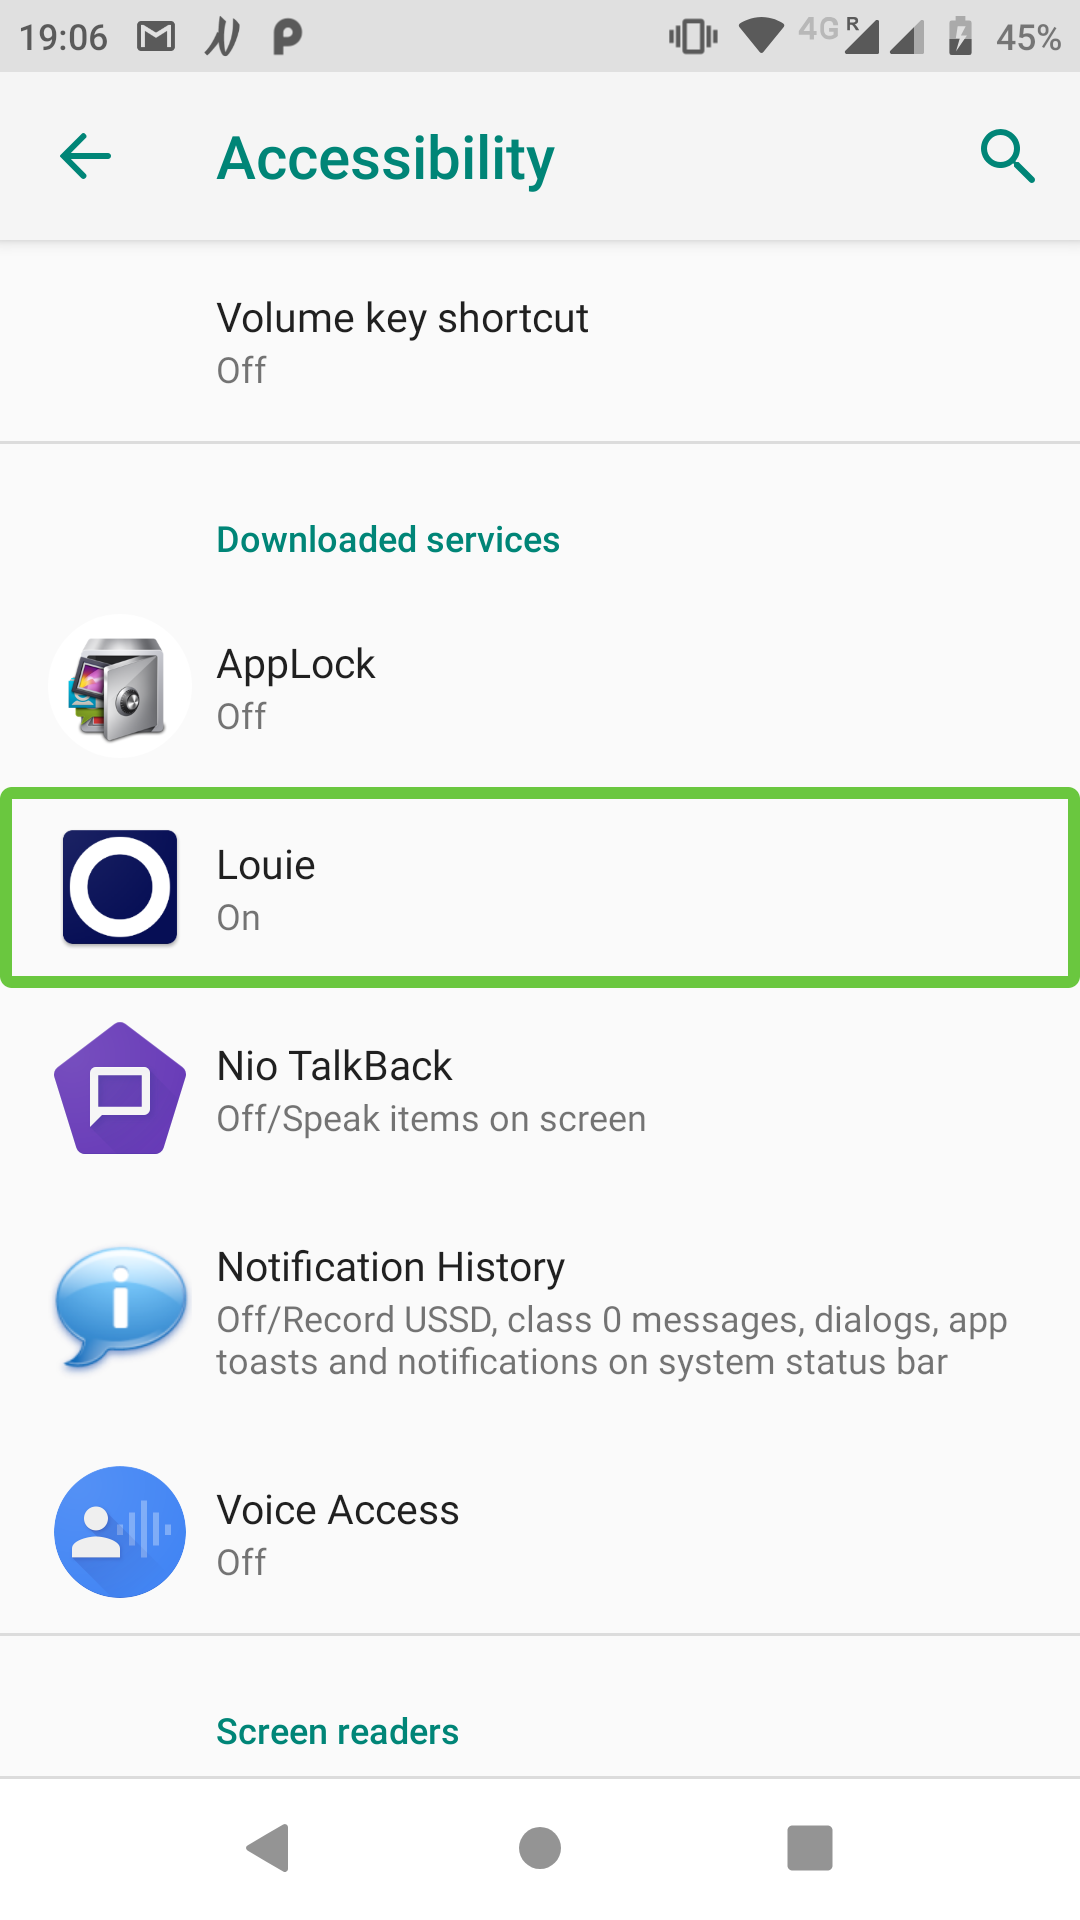 19:06 4G R 45%
Accessibility
Volume key shortcut
Off
Downloaded services
AppLock
Off
Louie
On
Nio TalkBack
Off/Speak items on screen
Notification History
Off/Record USSD, class 0 messages, dialogs, app
toasts and notifications on system status bar
Voice Access
Off
Screen readers